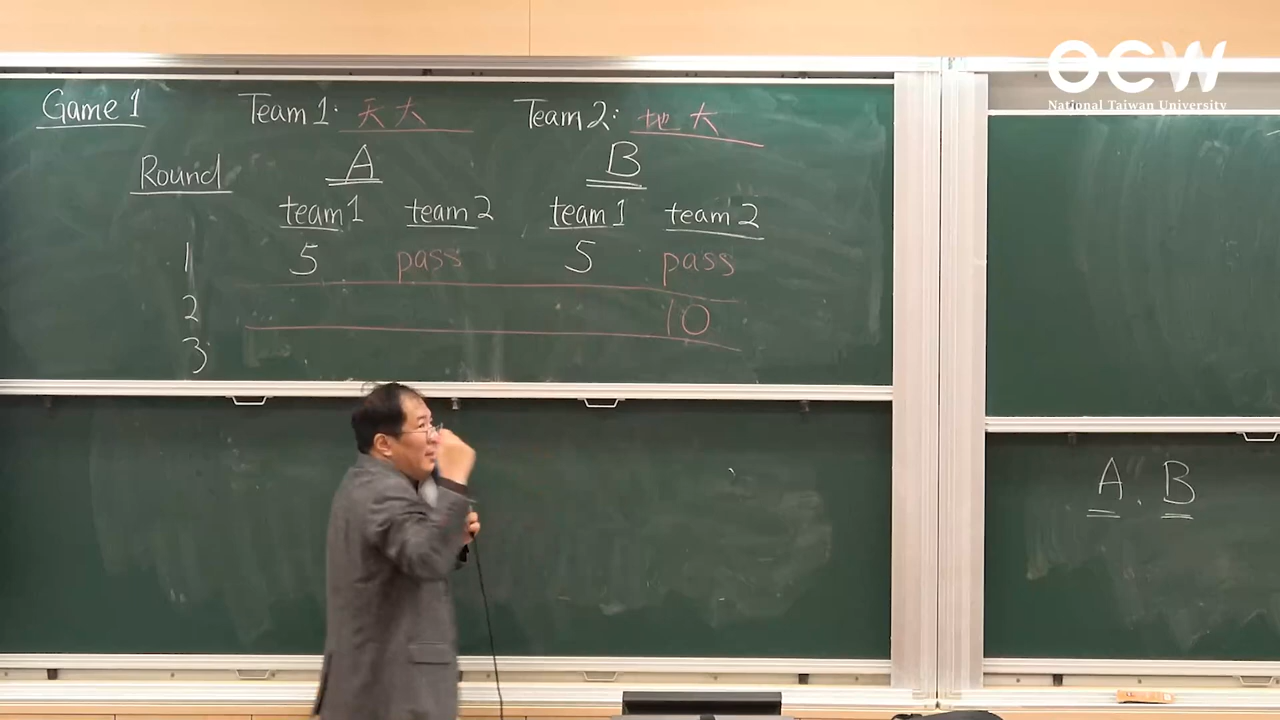 OCW
National Taiwan University
Game 1 Team 1: 天大 Team 2: 地大
Round A B
team 1 team 2 team 1 team 2
1 5 pass 5 pass
2 10
3
A. B